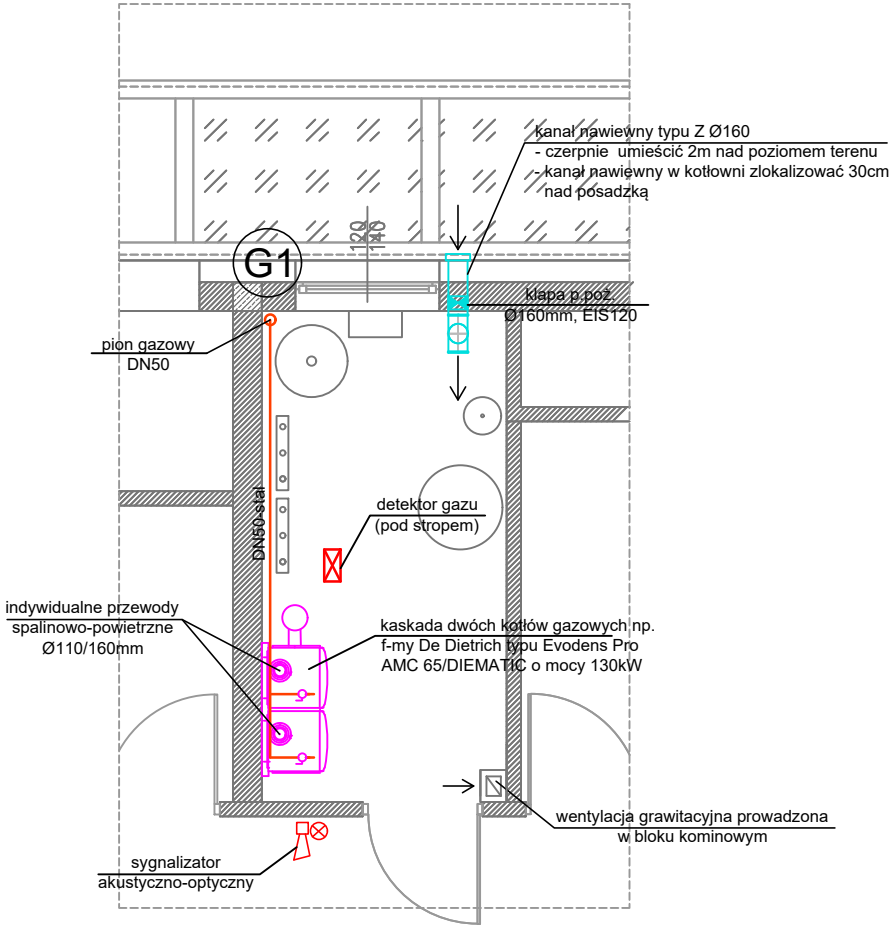 kanał nawiewny typu Z Ø160
- czerpnie umieścić 2m nad poziomem terenu
- kanał nawiewny w kotłowni zlokalizować 30cm
nad posadzką
120
140
G1
klapa p.poż.
Ø160mm, EIS120
pion gazowy
DN50
DN50-stal
detektor gazu
(pod stropem)
indywidualne przewody
spalinowo-powietrzne
Ø110/160mm
kaskada dwóch kotłów gazowych np.
f-my De Dietrich typu Evodens Pro
AMC 65/DIEMATIC o mocy 130kW
wentylacja grawitacyjna prowadzona
w bloku kominowym
sygnalizator
akustyczno-optyczny